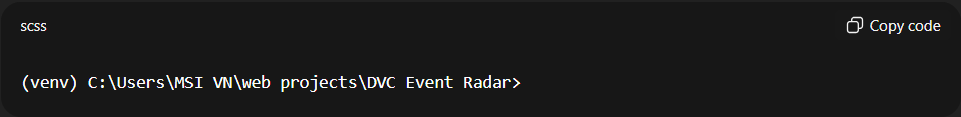 scss
Copy code
(venv) C:\Users\MSI VN\web projects\DVC Event Radar>